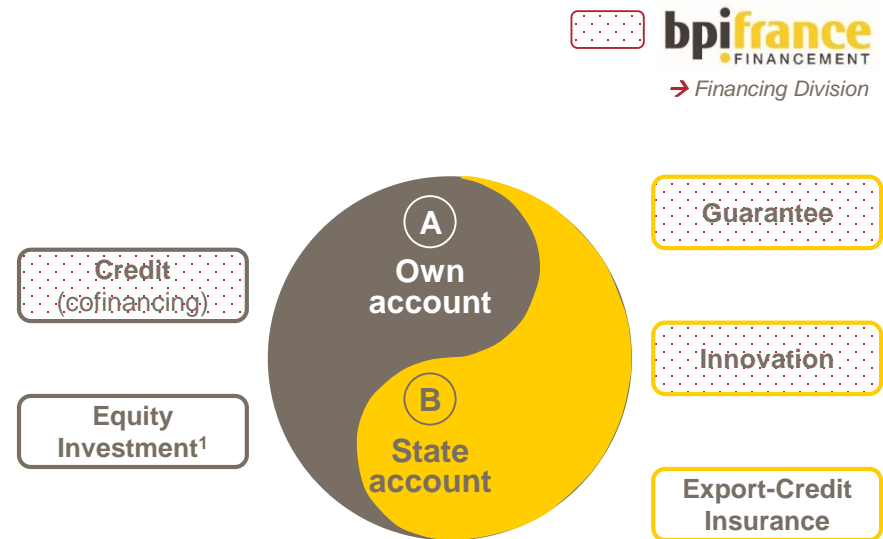 bpifrance
FINANCEMENT
→ Financing Division
A
Own
account
B
State
account
Credit
(cofinancing)
Equity
Investment¹
Guarantee
Innovation
Export-Credit
Insurance